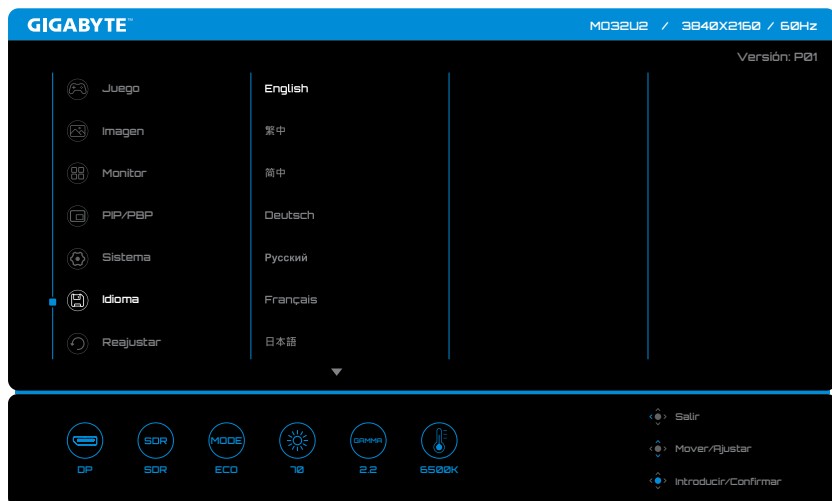 GIGABYTE™
MO32U2 / 3840X2160 / 60Hz
Versión: P01
Juego
English
Imagen
繁中
Monitor
简中
PIP/PBP
Deutsch
Sistema
Русский
Idioma
Français
Reajustar
日本語
SDR
MODE
GAMMA
DP
SDR
ECO
70
2.2
6500K
Salir
Mover/Ajustar
Introducir/Confirmar